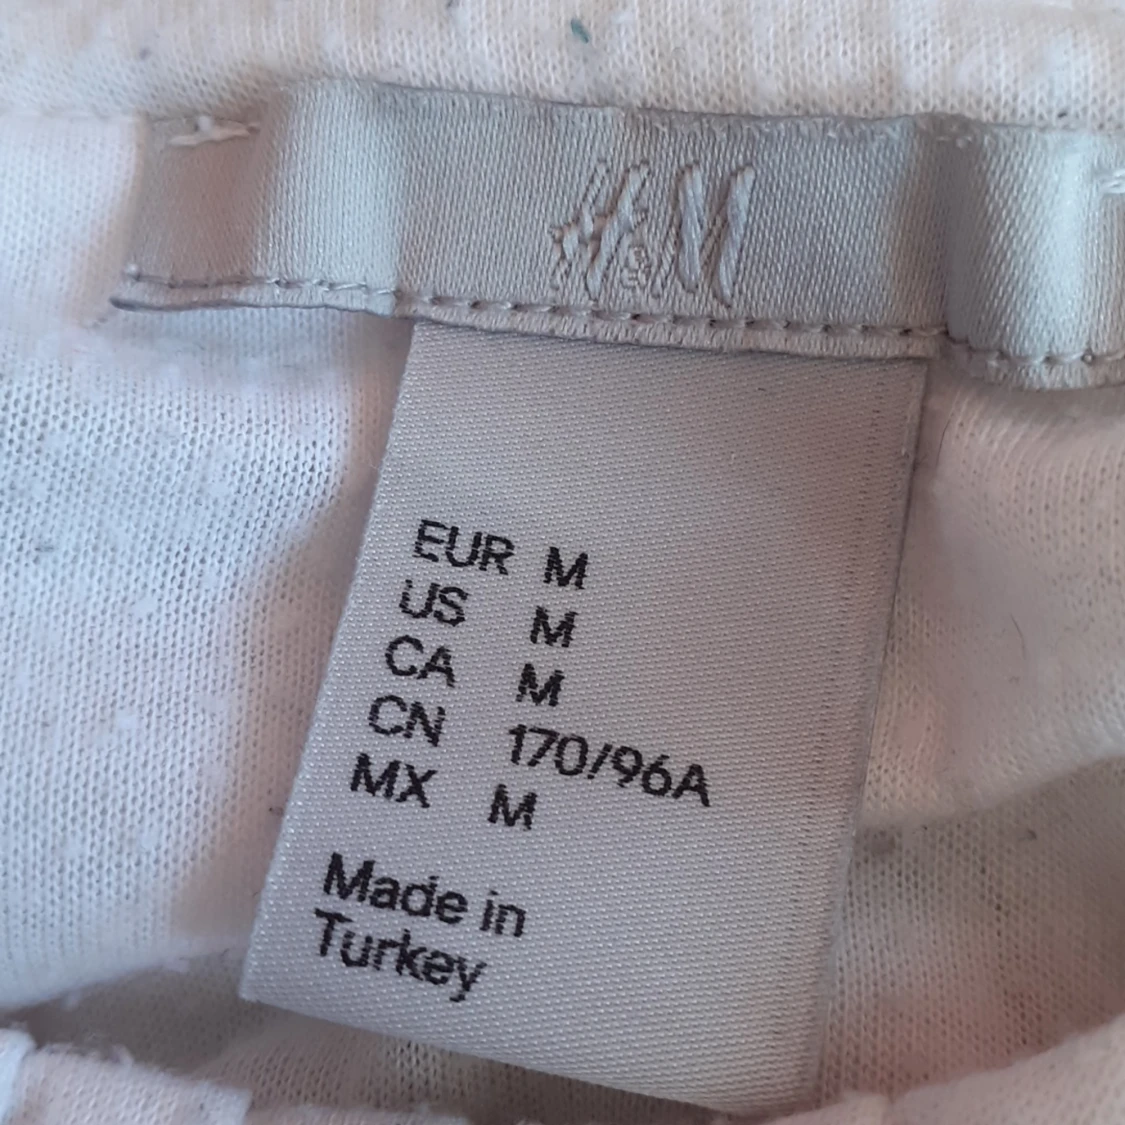 H&M
EUR M
US M
CA M
CN 170/96A
MX M
Made in
Turkey